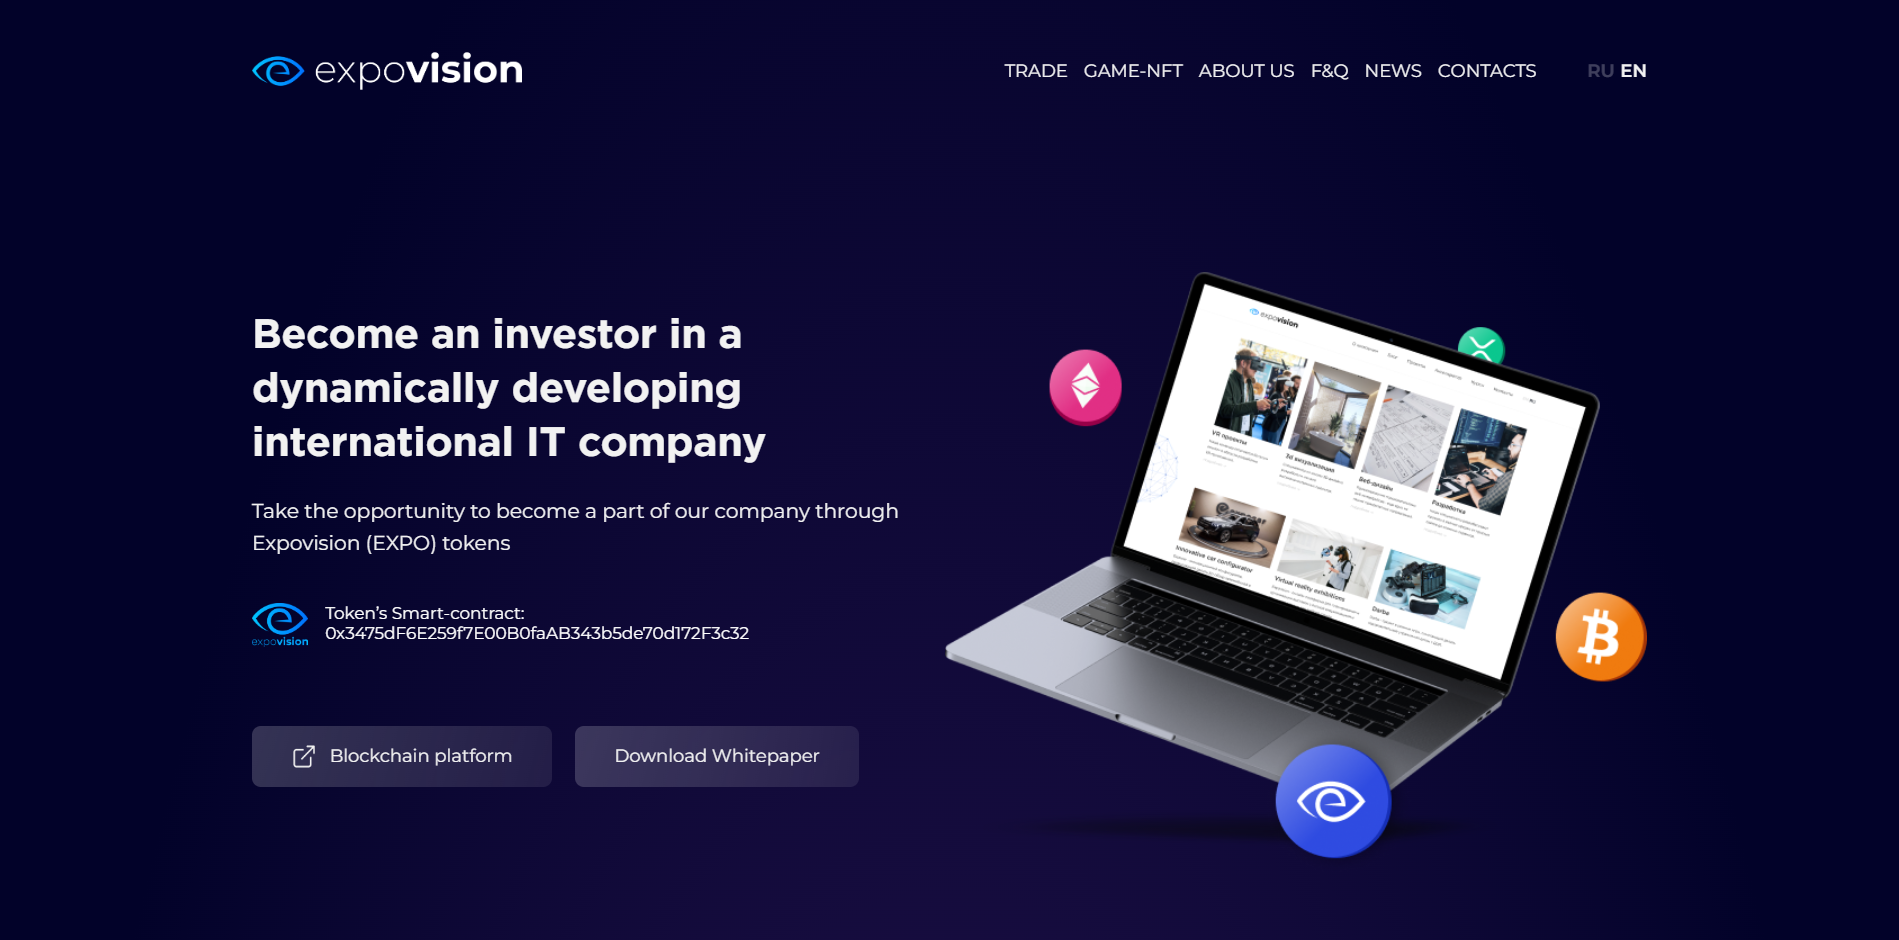 expovision
TRADE GAME-NFT ABOUT US F&Q NEWS CONTACTS RU EN
Become an investor in a
dynamically developing
international IT company
Take the opportunity to become a part of our company through
Expovision (EXPO) tokens
Token's Smart-contract:
0x3475dF6E259f7E00B0faAB343b5de70d172F3c32
expovision
Blockchain platform
Download Whitepaper
expovision
VR проекты
3d визуализация
Веб-дизайн
Разработка
Innovative car configurator
Virtual reality exhibitions